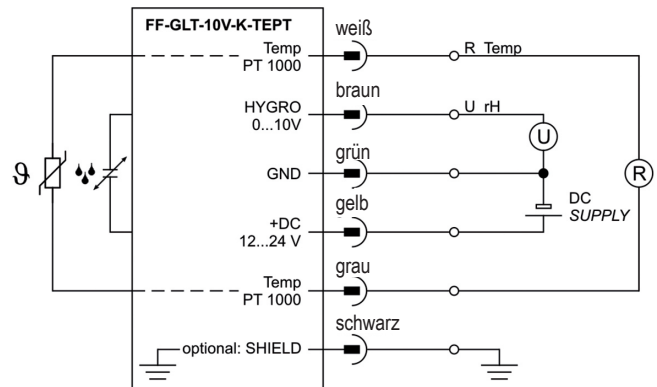 FF-GLT-10V-K-TEPT
weiß
Temp
PT 1000
R Temp
braun
HYGRO
0...10V
U rH
U
grün
GND
ϑ
R
DC
SUPPLY
gelb
+DC
12...24 V
grau
Temp
PT 1000
schwarz
optional: SHIELD